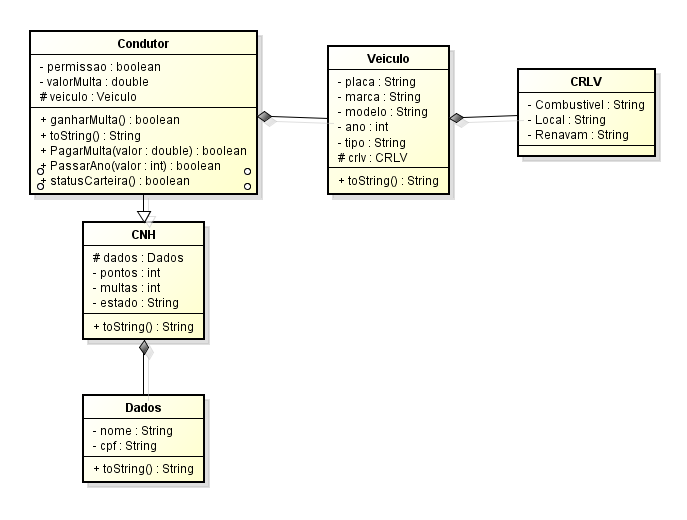 Condutor
- permissao : boolean
- valorMulta : double
# veiculo : Veiculo
+ ganharMulta() : boolean
+ toString() : String
+ PagarMulta(valor : double) : boolean
+ PassarAno(valor : int) : boolean
+ statusCarteira() : boolean
Veiculo
- placa : String
- marca : String
- modelo : String
- ano : int
- tipo : String
# crlv : CRLV
+ toString() : String
CRLV
- Combustivel : String
- Local : String
- Renavam : String
CNH
# dados : Dados
- pontos : int
- multas : int
- estado : String
+ toString() : String
Dados
- nome : String
- cpf : String
+ toString() : String